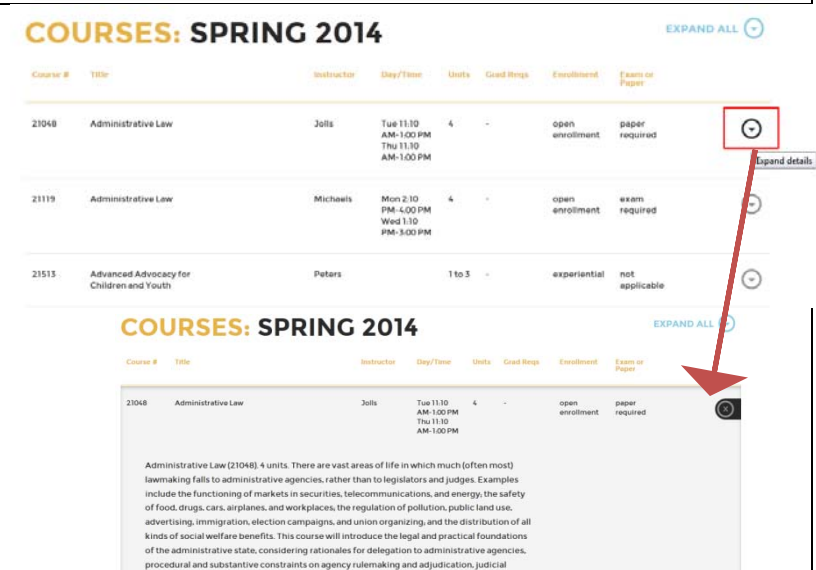 COURSES: SPRING 2014
EXPAND ALL
Course # Title Instructor Day/Time Units Grad Reqs Enrollment Exam or
Paper
21048 Administrative Law Jolls Tue 11:10 4 - open paper
AM-1:00 PM enrollment required
Thu 11:10
AM-1:00 PM
Expand details
21119 Administrative Law Michaels Mon 2:10 4 - open exam
PM-4:00 PM enrollment required
Wed 1:10
PM-3:00 PM
21513 Advanced Advocacy for Peters 1 to 3 - experiential not
Children and Youth applicable
COURSES: SPRING 2014
EXPAND ALL
Course # Title Instructor Day/Time Units Grad Reqs Enrollment Exam or
Paper
21048 Administrative Law Jolls Tue 11:10 4 - open paper
AM-1:00 PM enrollment required
Thu 11:10
AM-1:00 PM
Administrative Law (21048). 4 units. There are vast areas of life in which much (often most)
lawmaking falls to administrative agencies, rather than to legislators and judges. Examples
include the functioning of markets in securities, telecommunications, and energy, the safety
of food, drugs, cars, airplanes, and workplaces, the regulation of pollution, public land use,
advertising, immigration, election campaigns, and union organizing, and the distribution of all
kinds of social welfare benefits. This course will introduce the legal and practical foundations
of the administrative state, considering rationales for delegation to administrative agencies,
procedural and substantive constraints on agency rulemaking and adjudication, judicial